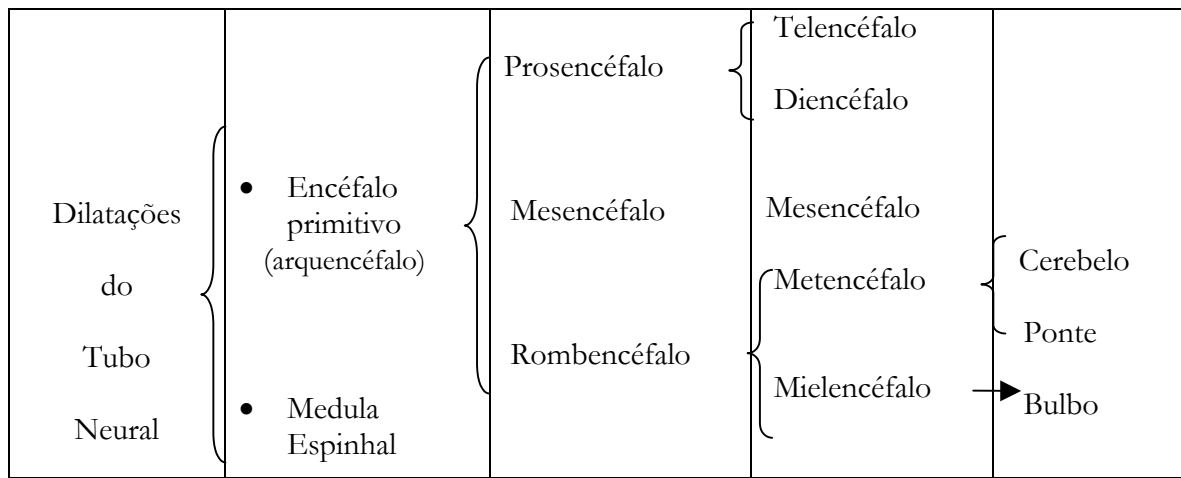 Dilatações
do
Tubo
Neural
• Encéfalo
primitivo
(arquencéfalo)
• Medula
Espinhal
Prosencéfalo
Mesencéfalo
Rombencéfalo
Telencéfalo
Diencéfalo
Mesencéfalo
Metencéfalo
Mielencéfalo
Cerebelo
Ponte
Bulbo